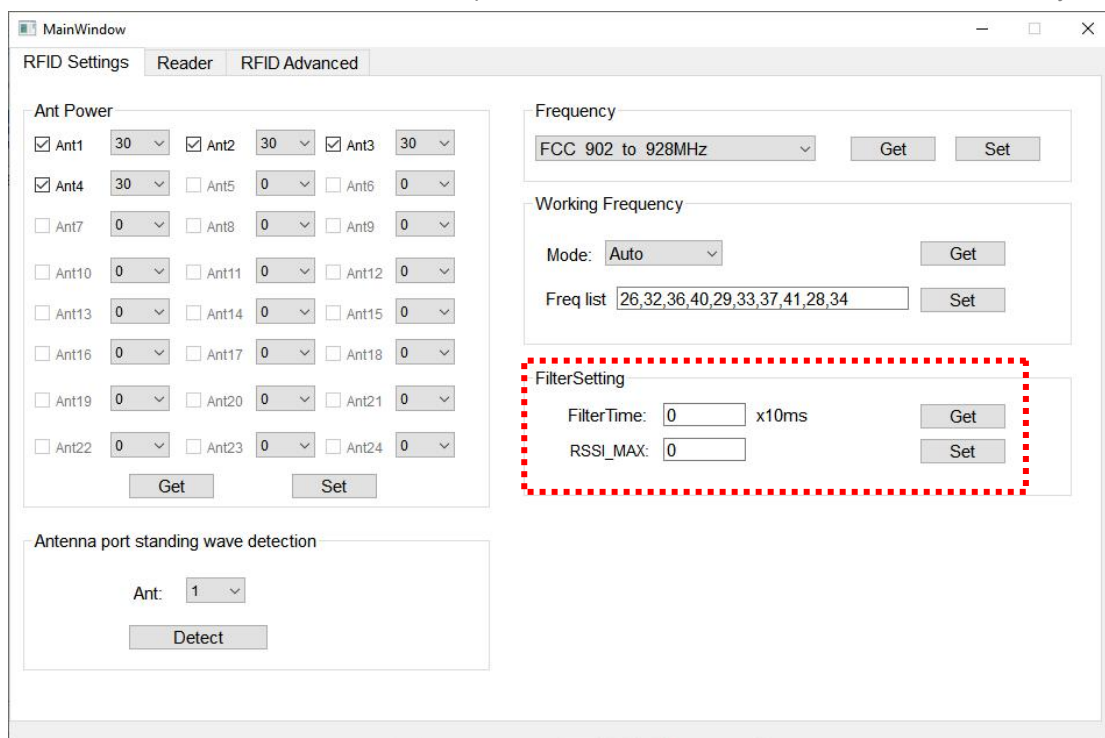 MainWindow
RFID Settings Reader RFID Advanced
Ant Power
Ant1 30 Ant2 30 Ant3 30
Ant4 30 Ant5 0 Ant6 0
Ant7 0 Ant8 0 Ant9 0
Ant10 0 Ant11 0 Ant12 0
Ant13 0 Ant14 0 Ant15 0
Ant16 0 Ant17 0 Ant18 0
Ant19 0 Ant20 0 Ant21 0
Ant22 0 Ant23 0 Ant24 0
Get Set
Antenna port standing wave detection
Ant: 1
Detect
Frequency
FCC 902 to 928MHz Get Set
Working Frequency
Mode: Auto Get
Freq list 26,32,36,40,29,33,37,41,28,34 Set
FilterSetting
FilterTime: 0 x10ms Get
RSSI_MAX: 0 Set